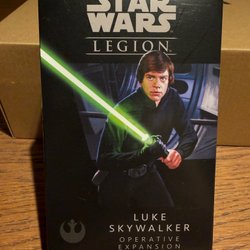 STAR
WARS
LEGION
LUKE
SKYWALKER
OPERATIVE
EXPANSION